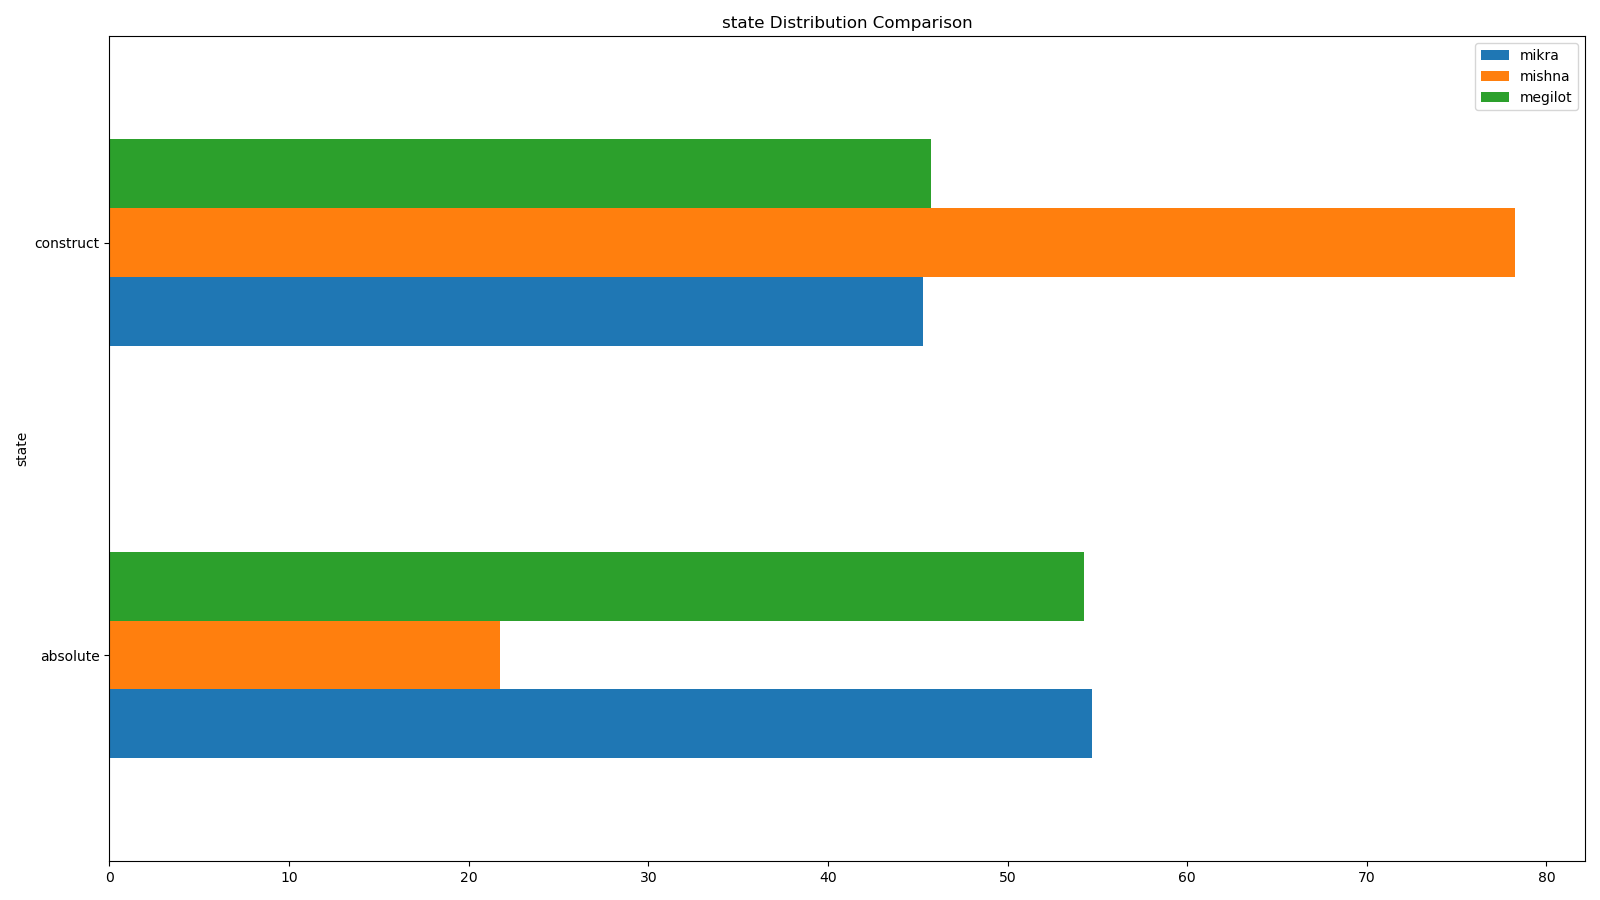 state Distribution Comparison
mikra
mishna
megilot
construct
state
absolute
0 10 20 30 40 50 60 70 80